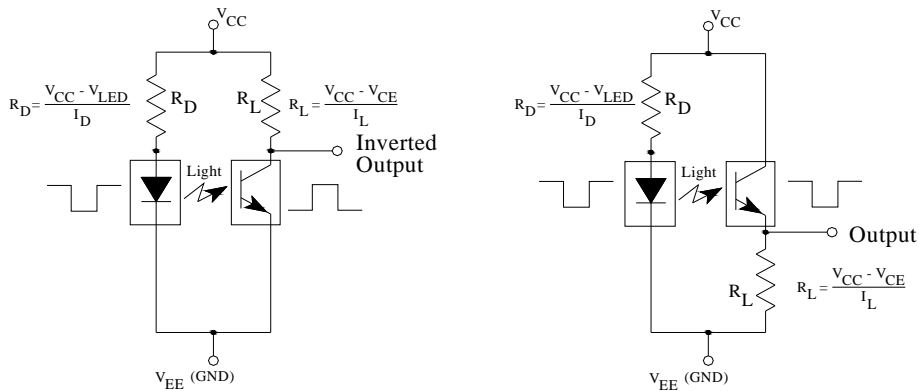 VCC
RD = VCC - VLED / ID
RD
RL
RL = VCC - VCE / IL
Inverted
Output
Light
VEE (GND)
VCC
RD = VCC - VLED / ID
RD
Light
Output
RL
RL = VCC - VCE / IL
VEE (GND)